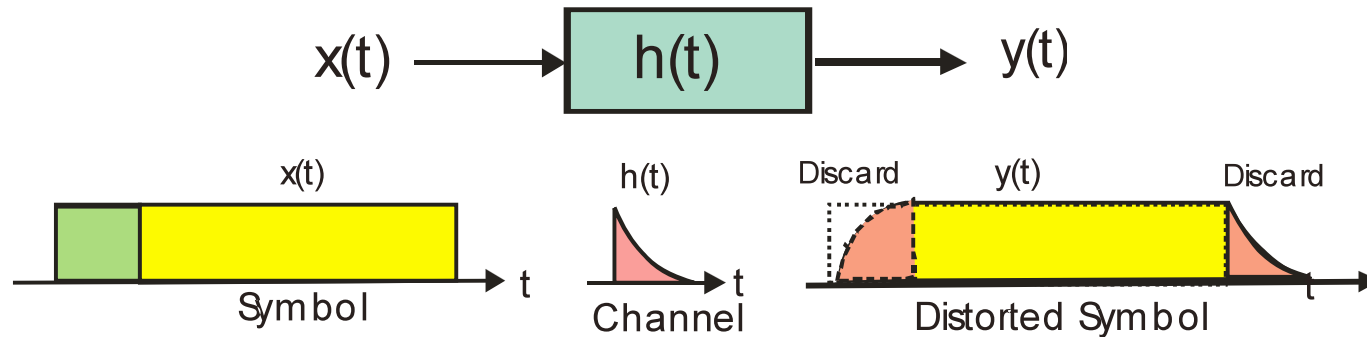 x(t)
h(t)
y(t)
x(t)
h(t)
Discard
y(t)
Discard
t
t
t
Symbol
Channel
Distorted Symbol